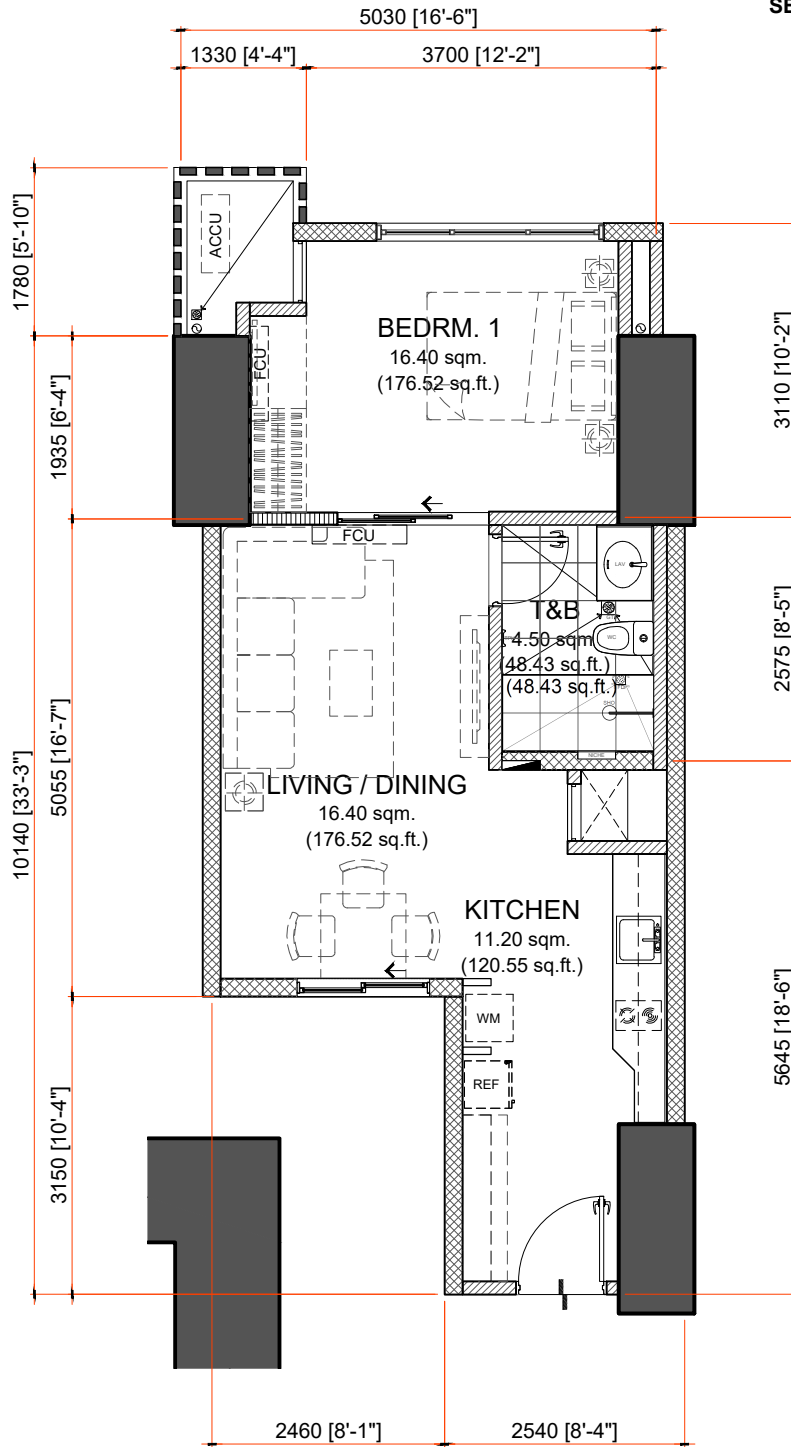 SE
5030 [16'-6"]
1330 [4'-4"]
3700 [12'-2"]
1780 [5'-10"]
ACCU
BEDRM. 1
16.40 sqm.
(176.52 sq.ft.)
FCU
1935 [6'-4"]
3110 [10'-2"]
FCU
LAV
T&B
4.50 sqm
WC
(48.43 sq.ft.)
(48.43 sq.ft.)
NICHE
2575 [8'-5"]
10140 [33'-3"]
5055 [16'-7"]
LIVING / DINING
16.40 sqm.
(176.52 sq.ft.)
KITCHEN
11.20 sqm.
(120.55 sq.ft.)
WM
REF
5645 [18'-6"]
3150 [10'-4"]
2460 [8'-1"]
2540 [8'-4"]